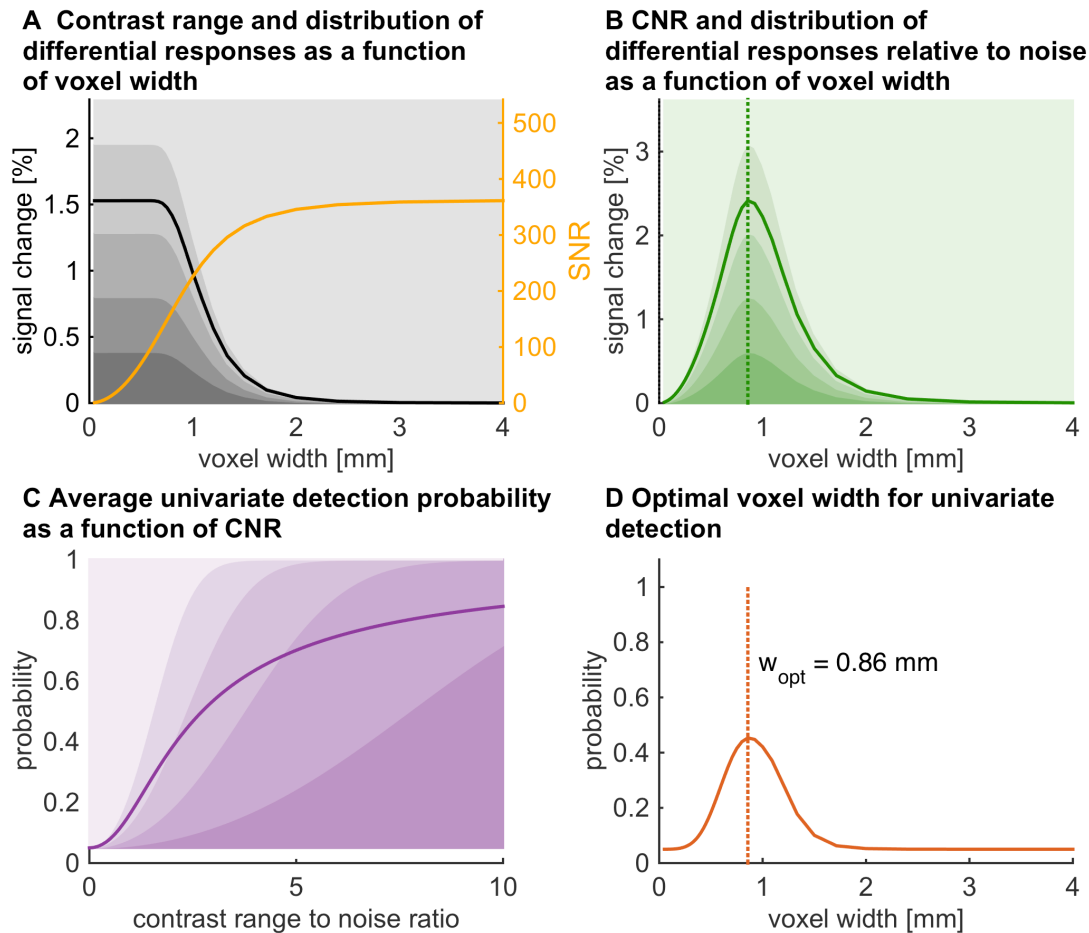 A Contrast range and distribution of
differential responses as a function
of voxel width
2
1.5
1
0.5
0
signal change [%]
500
400
300
200
100
0
SNR
0 1 2 3 4
voxel width [mm]
B CNR and distribution of
differential responses relative to noise
as a function of voxel width
3
2
1
0
signal change [%]
0 1 2 3 4
voxel width [mm]
C Average univariate detection probability
as a function of CNR
1
0.8
0.6
0.4
0.2
0
probability
0 5 10
contrast range to noise ratio
D Optimal voxel width for univariate
detection
1
0.8
0.6
0.4
0.2
0
probability
wopt = 0.86 mm
0 1 2 3 4
voxel width [mm]